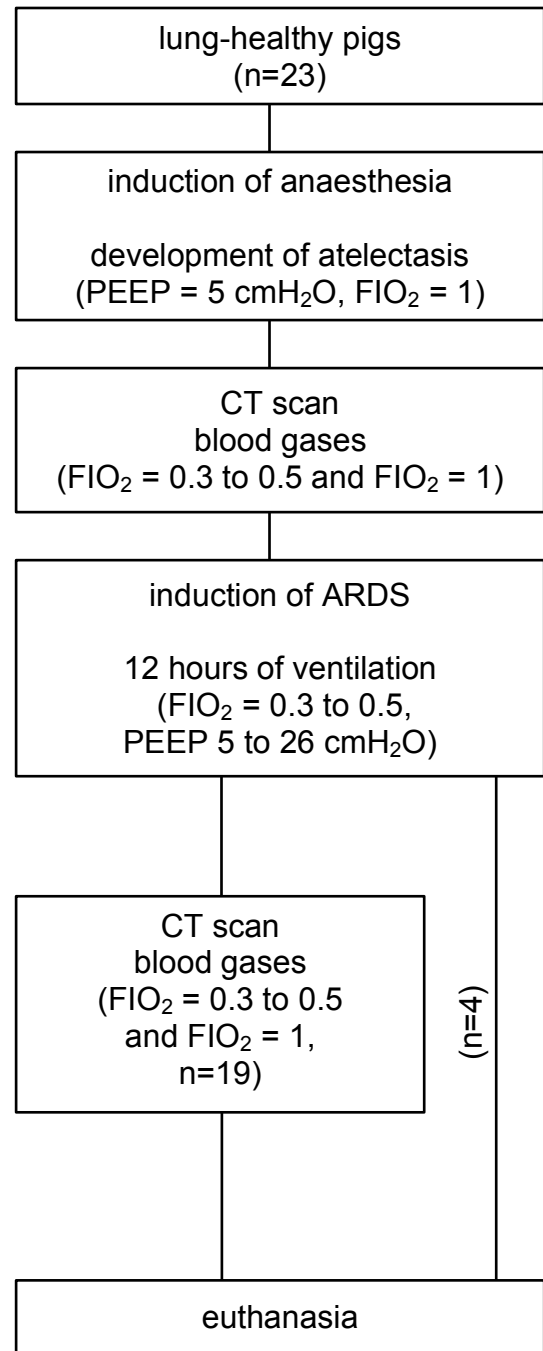 lung-healthy pigs
(n=23)
induction of anaesthesia
development of atelectasis
(PEEP = 5 cmH₂O, FIO₂ = 1)
CT scan
blood gases
(FIO₂ = 0.3 to 0.5 and FIO₂ = 1)
induction of ARDS
12 hours of ventilation
(FIO₂ = 0.3 to 0.5,
PEEP 5 to 26 cmH₂O)
CT scan
blood gases
(FIO₂ = 0.3 to 0.5
and FIO₂ = 1,
n=19)
(n=4)
euthanasia